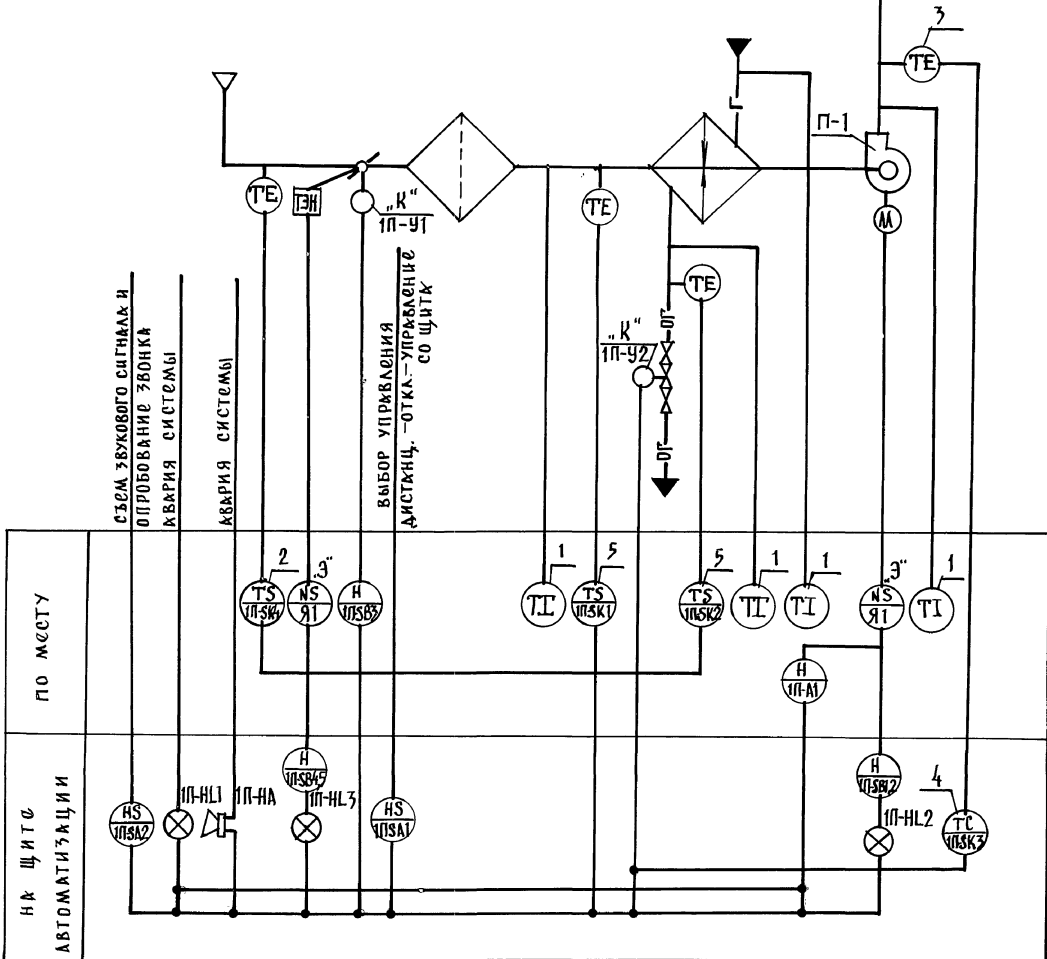 3
TE
Г
П-1
TE
ТЭН
„К"
1П-У1
TE
М
TE
СЪЕМ ЗВУКОВОГО СИГНАЛА И
ОПРОБОВАНИЕ ЗВОНКА
АВАРИЯ СИСТЕМЫ
АВАРИЯ СИСТЕМЫ
ВЫБОР УПРАВЛЕНИЯ
ДИСТАНЦ. - ОТКЛ. - УПРАВЛЕНИЕ
СО ЩИТА
„К"
1П-У2
ОГ
ОГ
ПО МЕСТУ
2
TS
1П-SK4
„Э"
NS
Я1
H
1П-SB3
1
TI
5
TS
1П-SK1
5
TS
1П-SK2
1
TI
1
TI
„Э"
NS
Я1
1
TI
H
1П-А1
НА ЩИТЕ
АВТОМАТИЗАЦИИ
HS
1П-SA2
1П-HL1
1П-HA
H
1П-SB4,5
1П-HL3
HS
1П-SA1
H
1П-SB1,2
1П-HL2
4
TC
1П-SK3